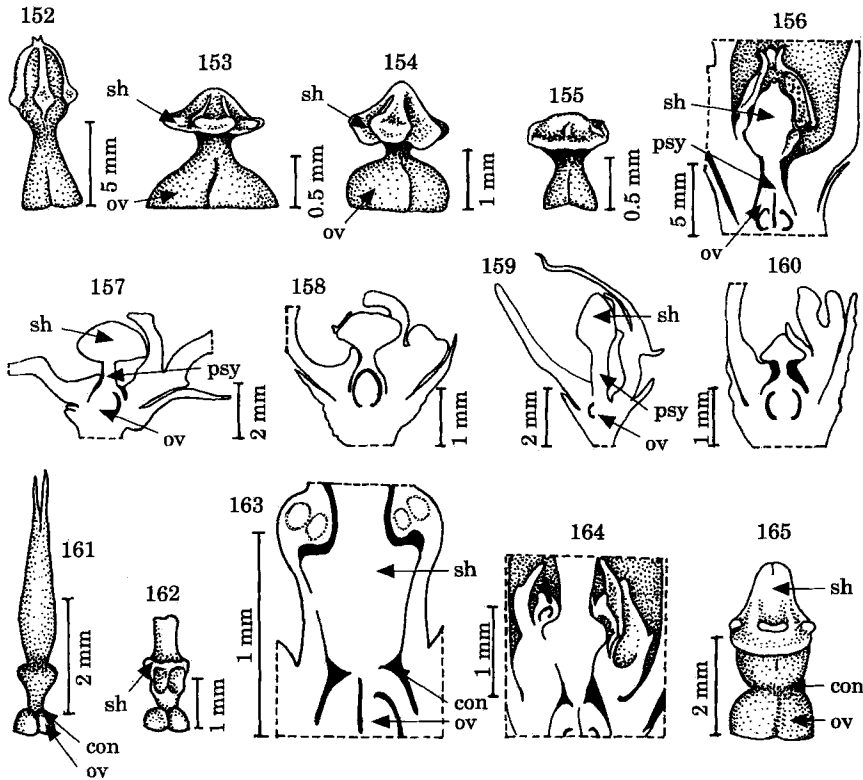 152
153
154
155
156
sh
sh
sh
psy
5 mm
ov
0.5 mm
ov
1 mm
0.5 mm
5 mm
ov
157
158
159
160
sh
sh
psy
psy
ov
ov
2 mm
1 mm
2 mm
1 mm
161
162
163
164
165
sh
sh
sh
2 mm
1 mm
1 mm
1 mm
2 mm
con
ov
con
ov
con
ov